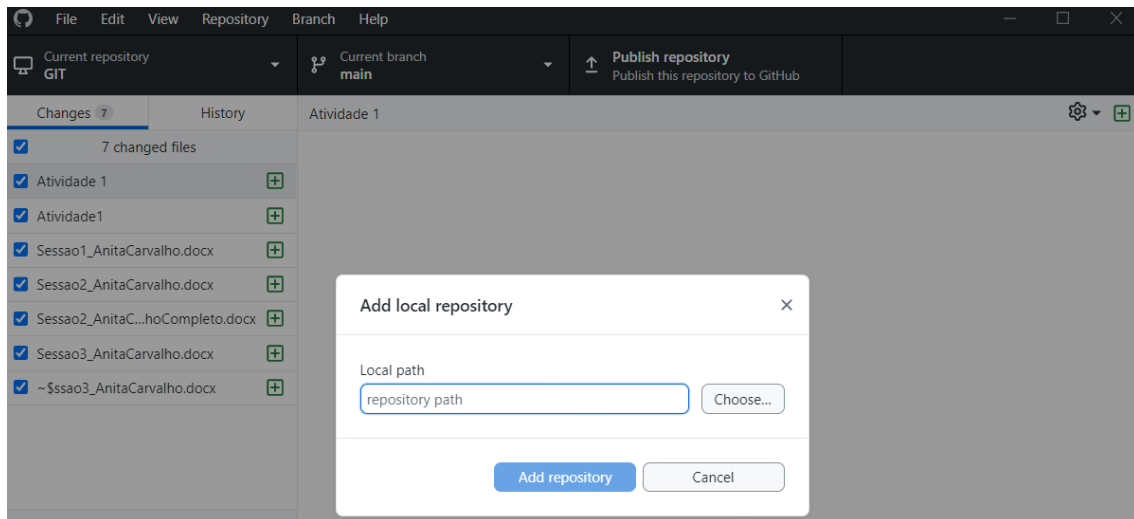 File Edit View Repository Branch Help
Current repository
GIT
Current branch
main
Publish repository
Publish this repository to GitHub
Changes 7 History
Atividade 1
7 changed files
Atividade 1
Atividade1
Sessao1_AnitaCarvalho.docx
Sessao2_AnitaCarvalho.docx
Sessao2_AnitaC...hoCompleto.docx
Sessao3_AnitaCarvalho.docx
~$ssao3_AnitaCarvalho.docx
Add local repository
Local path
repository path
Choose...
Add repository Cancel